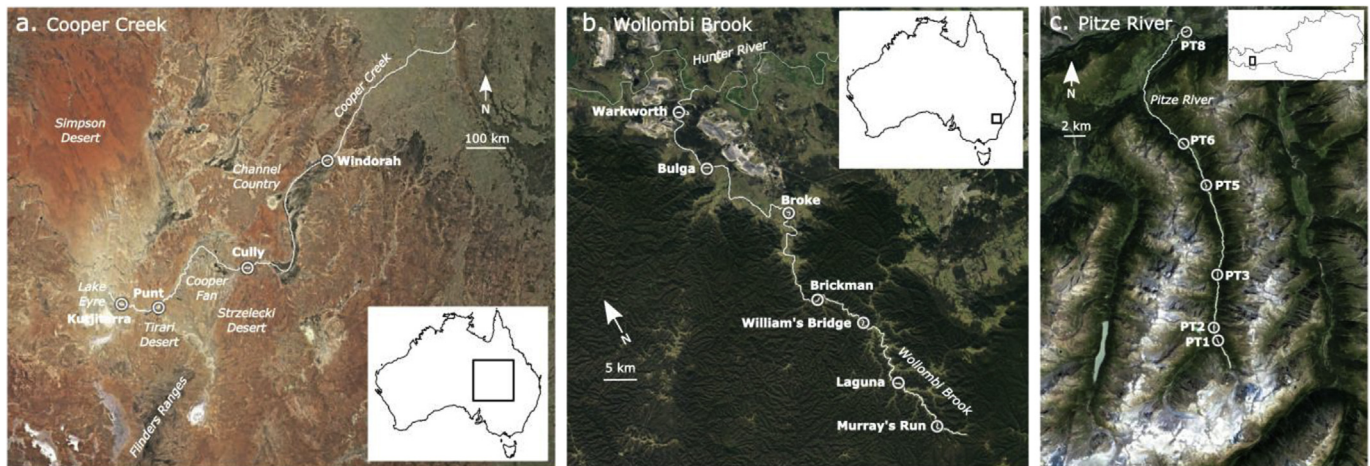 a. Cooper Creek
Cooper Creek
N
100 km
Simpson
Desert
Windorah
Channel
Country
Cully
Cooper
Fan
Lake
Eyre
Punt
Strzelecki
Desert
Tirari
Desert
Flinders Ranges
b. Wollombi Brook
Hunter River
Warkworth
Bulga
Broke
Brickman
N
William's Bridge
5 km
Wollombi Brook
Laguna
Murray's Run
c. Pitze River
PT8
N
Pitze River
2 km
PT6
PT5
PT3
PT2
PT1